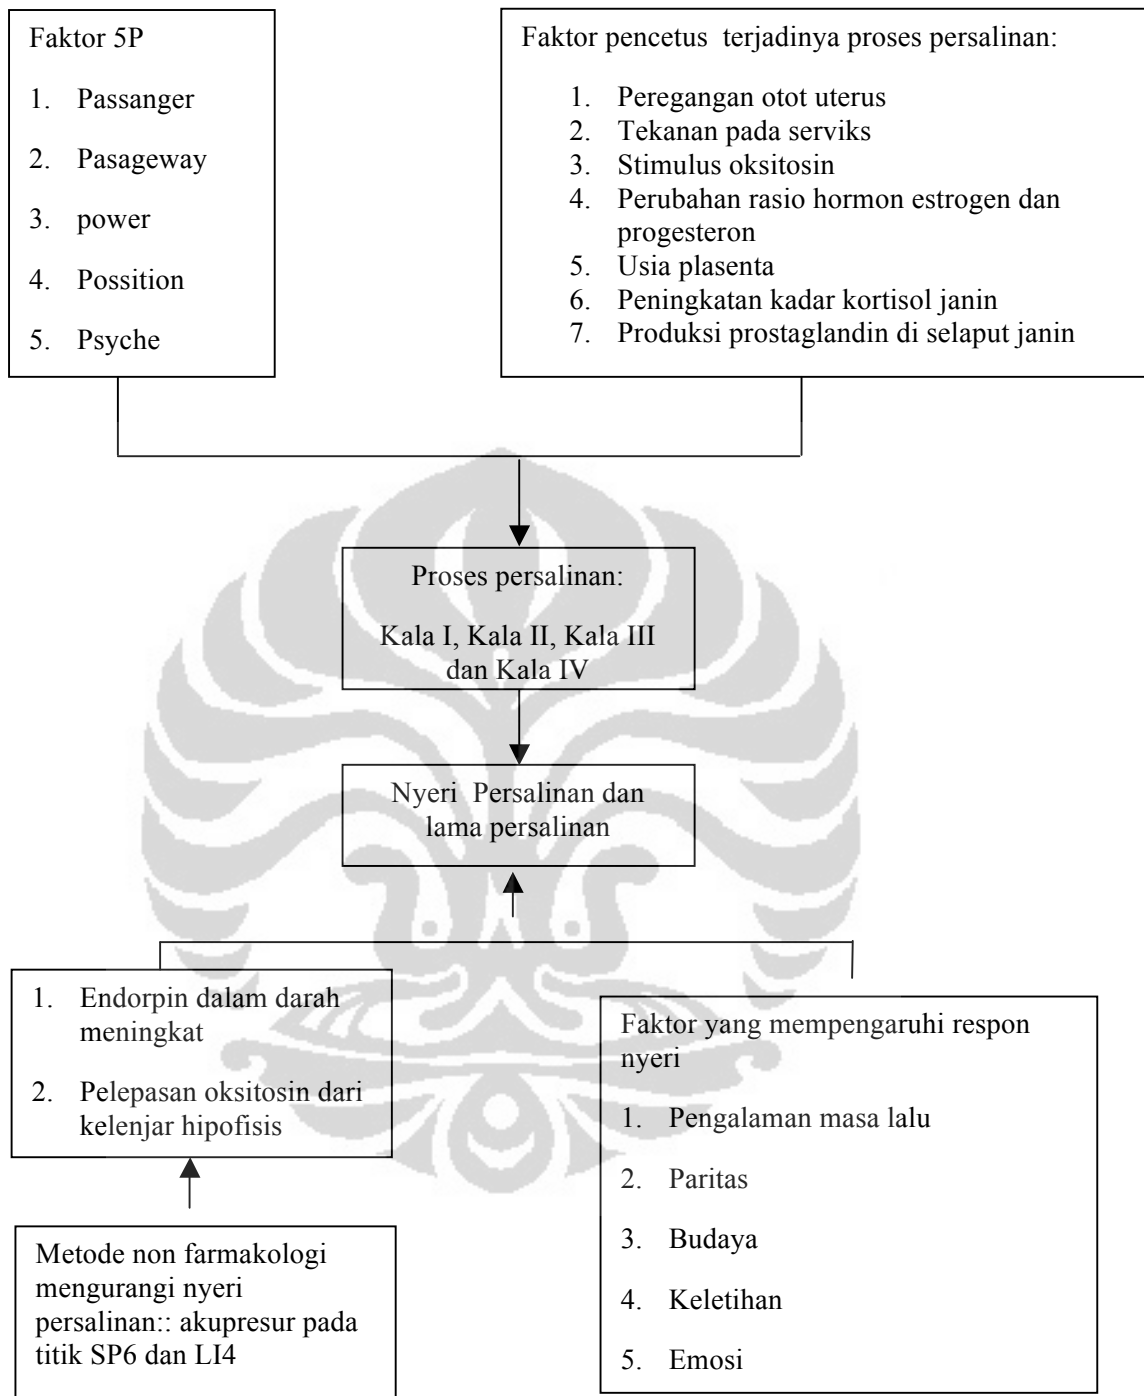 Faktor 5P
1. Passanger
2. Pasageway
3. power
4. Possition
5. Psyche
Faktor pencetus terjadinya proses persalinan:
1. Peregangan otot uterus
2. Tekanan pada serviks
3. Stimulus oksitosin
4. Perubahan rasio hormon estrogen dan
progesteron
5. Usia plasenta
6. Peningkatan kadar kortisol janin
7. Produksi prostaglandin di selaput janin
Proses persalinan:
Kala I, Kala II, Kala III
dan Kala IV
Nyeri Persalinan dan
lama persalinan
1. Endorpin dalam darah
meningkat
2. Pelepasan oksitosin dari
kelenjar hipofisis
Faktor yang mempengaruhi respon
nyeri
1. Pengalaman masa lalu
2. Paritas
3. Budaya
4. Keletihan
5. Emosi
Metode non farmakologi
mengurangi nyeri
persalinan:: akupresur pada
titik SP6 dan LI4